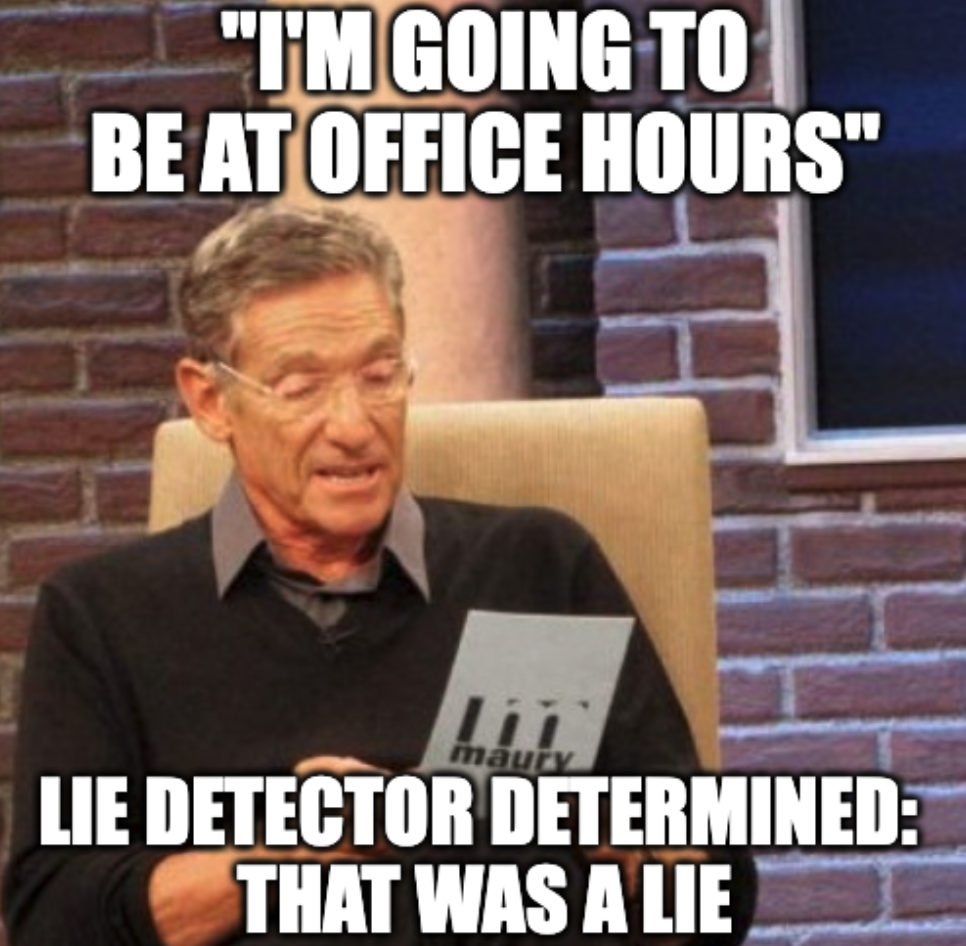 "I'M GOING TO
BE AT OFFICE HOURS"
maury
LIE DETECTOR DETERMINED:
THAT WAS A LIE